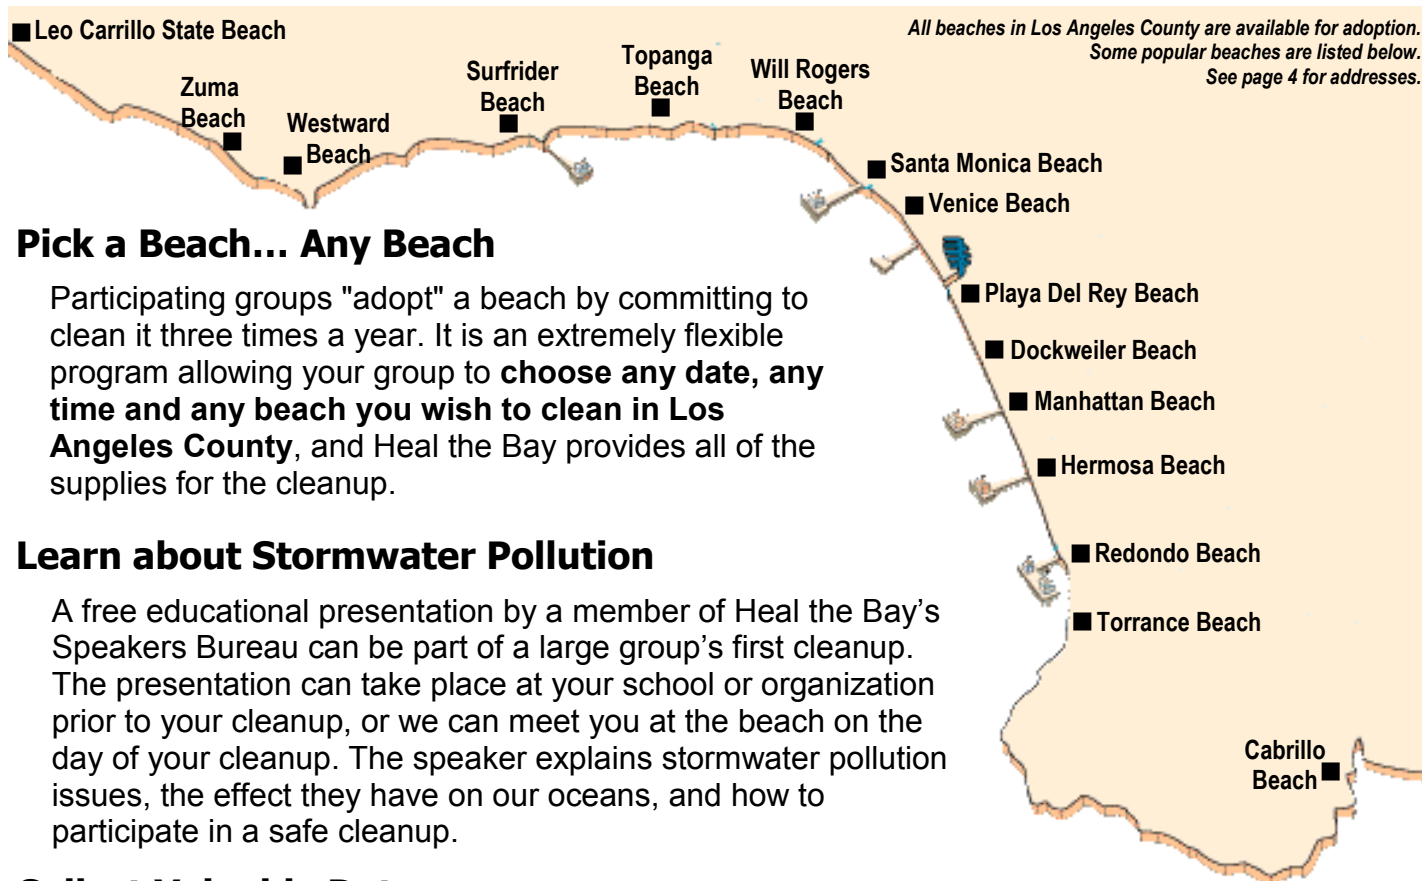 Leo Carrillo State Beach
All beaches in Los Angeles County are available for adoption.
Some popular beaches are listed below.
See page 4 for addresses.
Zuma
Beach
Westward
Beach
Surfrider
Beach
Topanga
Beach
Will Rogers
Beach
Santa Monica Beach
Venice Beach
Playa Del Rey Beach
Dockweiler Beach
Manhattan Beach
Hermosa Beach
Redondo Beach
Torrance Beach
Cabrillo
Beach
Pick a Beach... Any Beach
Participating groups "adopt" a beach by committing to
clean it three times a year. It is an extremely flexible
program allowing your group to choose any date, any
time and any beach you wish to clean in Los
Angeles County, and Heal the Bay provides all of the
supplies for the cleanup.
Learn about Stormwater Pollution
A free educational presentation by a member of Heal the Bay’s
Speakers Bureau can be part of a large group’s first cleanup.
The presentation can take place at your school or organization
prior to your cleanup, or we can meet you at the beach on the
day of your cleanup. The speaker explains stormwater pollution
issues, the effect they have on our oceans, and how to
participate in a safe cleanup.